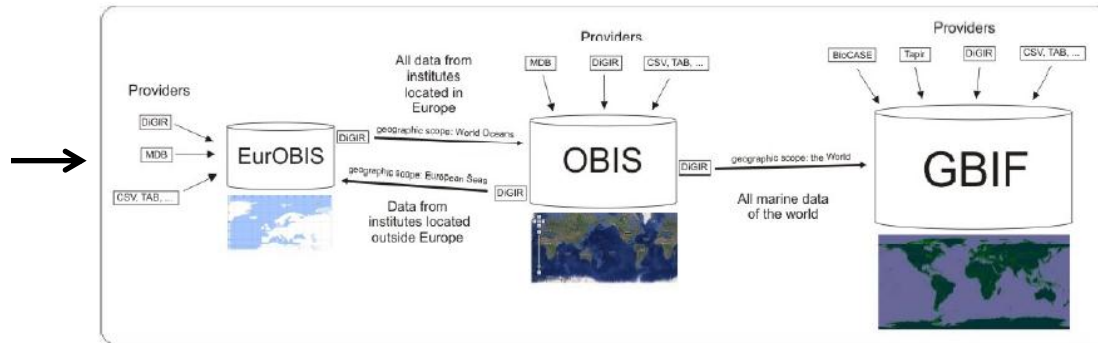 Providers
DiGIR
MDB
CSV, TAB, ...
EurOBIS
DiGIR
All data from
institutes
located in
Europe
geographic scope: World Oceans
geographic scope: European Seas
DiGIR
Data from
institutes located
outside Europe
Providers
MDB
DiGIR
CSV, TAB, ...
OBIS
DiGIR
geographic scope: the World
All marine data
of the world
Providers
BioCASE
Tapir
DiGIR
CSV, TAB, ...
GBIF